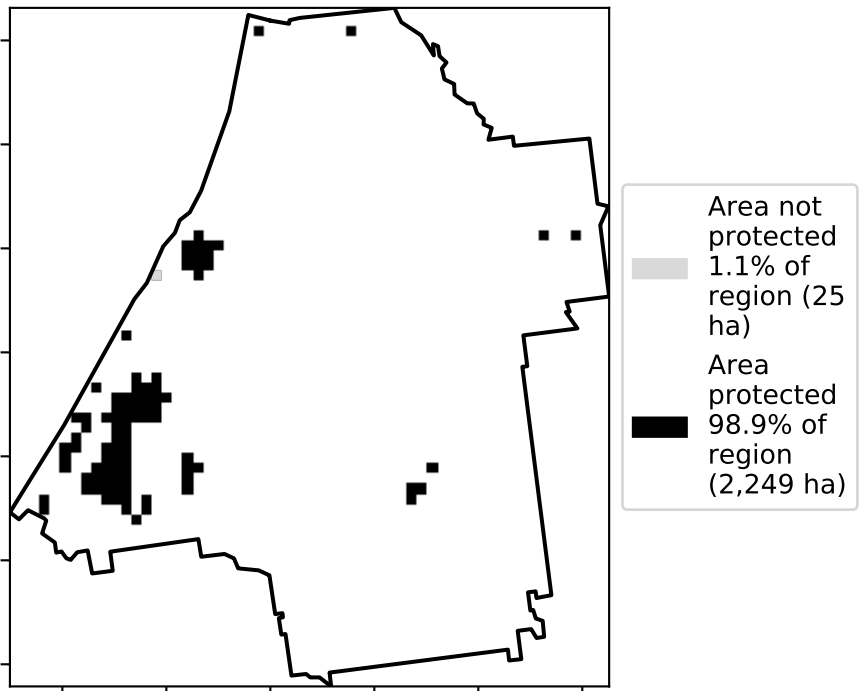 Area not
protected
1.1% of
region (25
ha)
Area
protected
98.9% of
region
(2,249 ha)